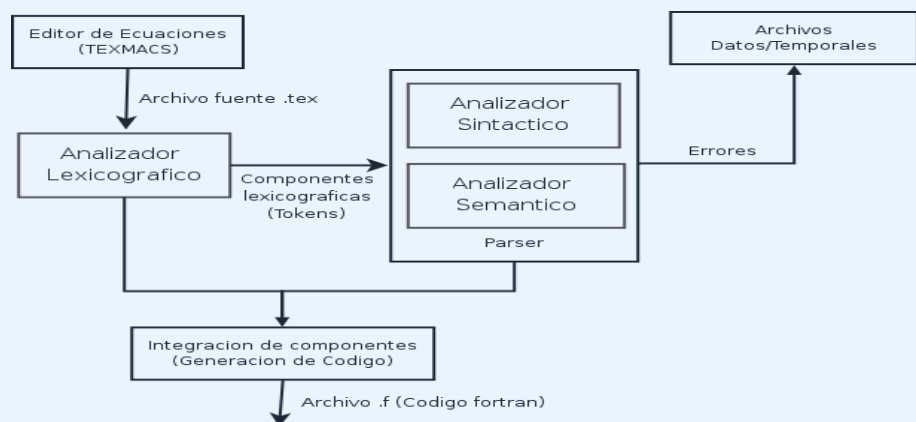 Editor de Ecuaciones
(TEXMACS)
Archivos
Datos/Temporales
Archivo fuente .tex
Analizador
Lexicografico
Analizador
Sintactico
Componentes
lexicograficas
(Tokens)
Analizador
Semantico
Parser
Errores
Integracion de componentes
(Generacion de Codigo)
Archivo .f (Codigo fortran)